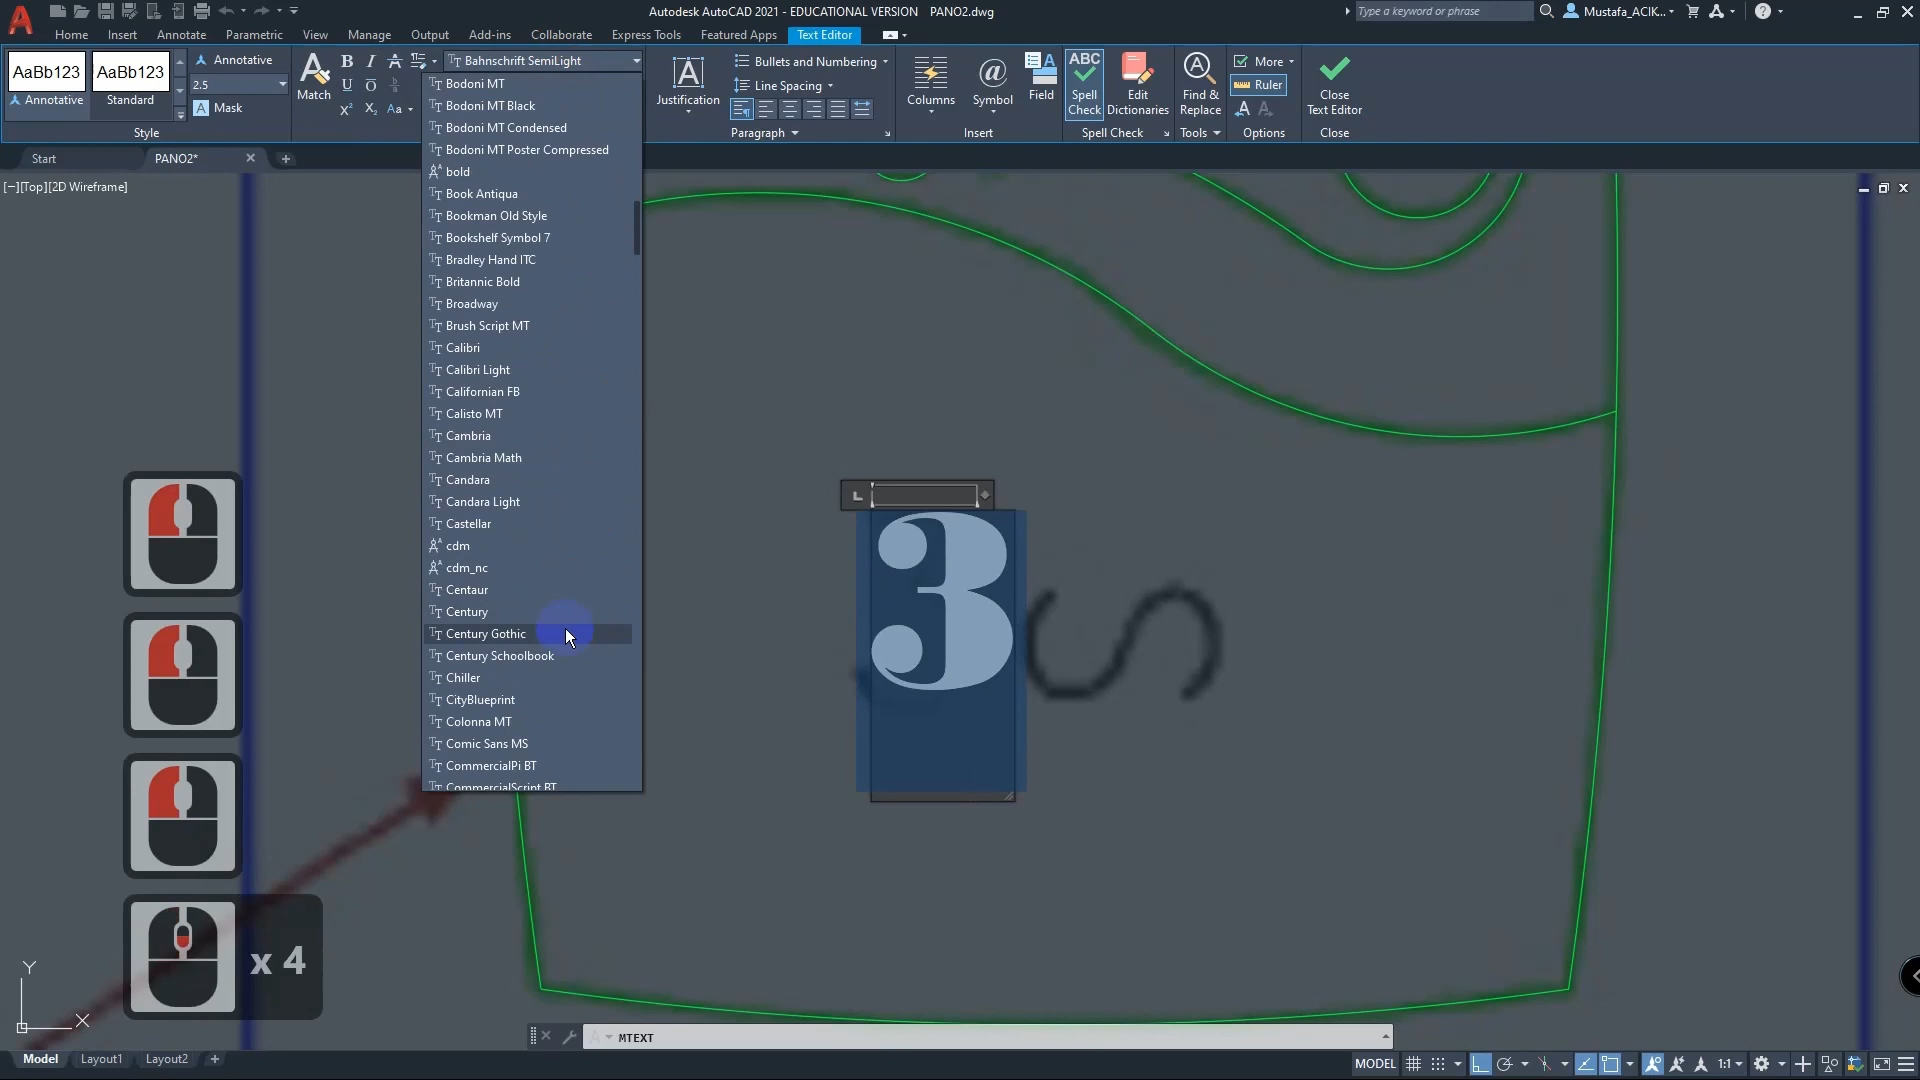 Autodesk AutoCAD 2021 - EDUCATIONAL VERSION PANO2.dwg
Type a keyword or phrase
Mustafa_ACIK...
Home Insert Annotate Parametric View Manage Output Add-ins Collaborate Express Tools Featured Apps Text Editor
AaBb123 AaBb123
Annotative Standard
Annotative
2.5
A Mask
Style
A Match
B I
U O
X² X₂ Aa
Bahnschrift SemiLight
A Justification
Bullets and Numbering
Line Spacing
Paragraph
Columns
@ Symbol
A Field
Insert
ABC Spell Check
Edit Dictionaries
Spell Check
A Find & Replace
Tools
More
Ruler
Options
Close Text Editor
Close
Start PANO2*
[−][Top][2D Wireframe]
Bodoni MT
Bodoni MT Black
Bodoni MT Condensed
Bodoni MT Poster Compressed
bold
Book Antiqua
Bookman Old Style
Bookshelf Symbol 7
Bradley Hand ITC
Britannic Bold
Broadway
Brush Script MT
Calibri
Calibri Light
Californian FB
Calisto MT
Cambria
Cambria Math
Candara
Candara Light
Castellar
cdm
cdm_nc
Centaur
Century
Century Gothic
Century Schoolbook
Chiller
CityBlueprint
Colonna MT
Comic Sans MS
CommercialPi BT
CommercialScript BT
3
x 4
Y
X
MTEXT
Model Layout1 Layout2 +
MODEL
1:1